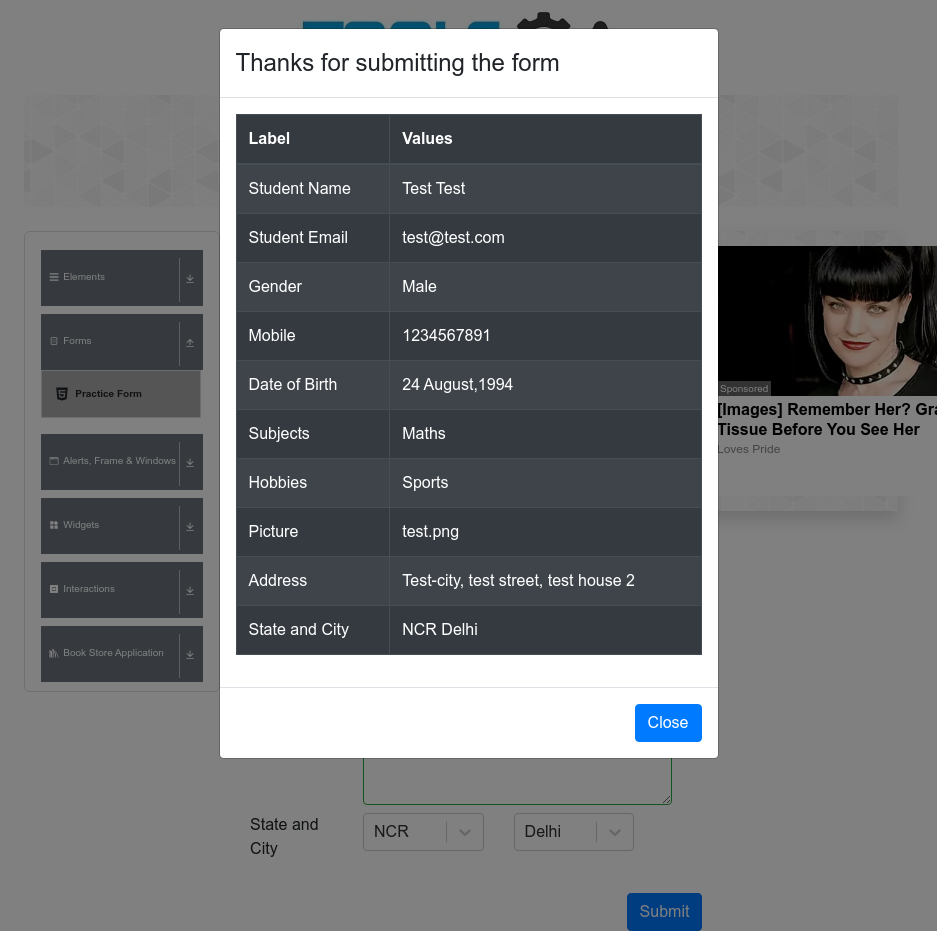 Thanks for submitting the form
Label Values
Student Name Test Test
Student Email test@test.com
Gender Male
Mobile 1234567891
Date of Birth 24 August,1994
Subjects Maths
Hobbies Sports
Picture test.png
Address Test-city, test street, test house 2
State and City NCR Delhi
Close
Elements
Forms
Practice Form
Alerts, Frame & Windows
Widgets
Interactions
Book Store Application
Sponsored
[Images] Remember Her?
Tissue Before You See Her
Loves Pride
State and
City
NCR Delhi
Submit